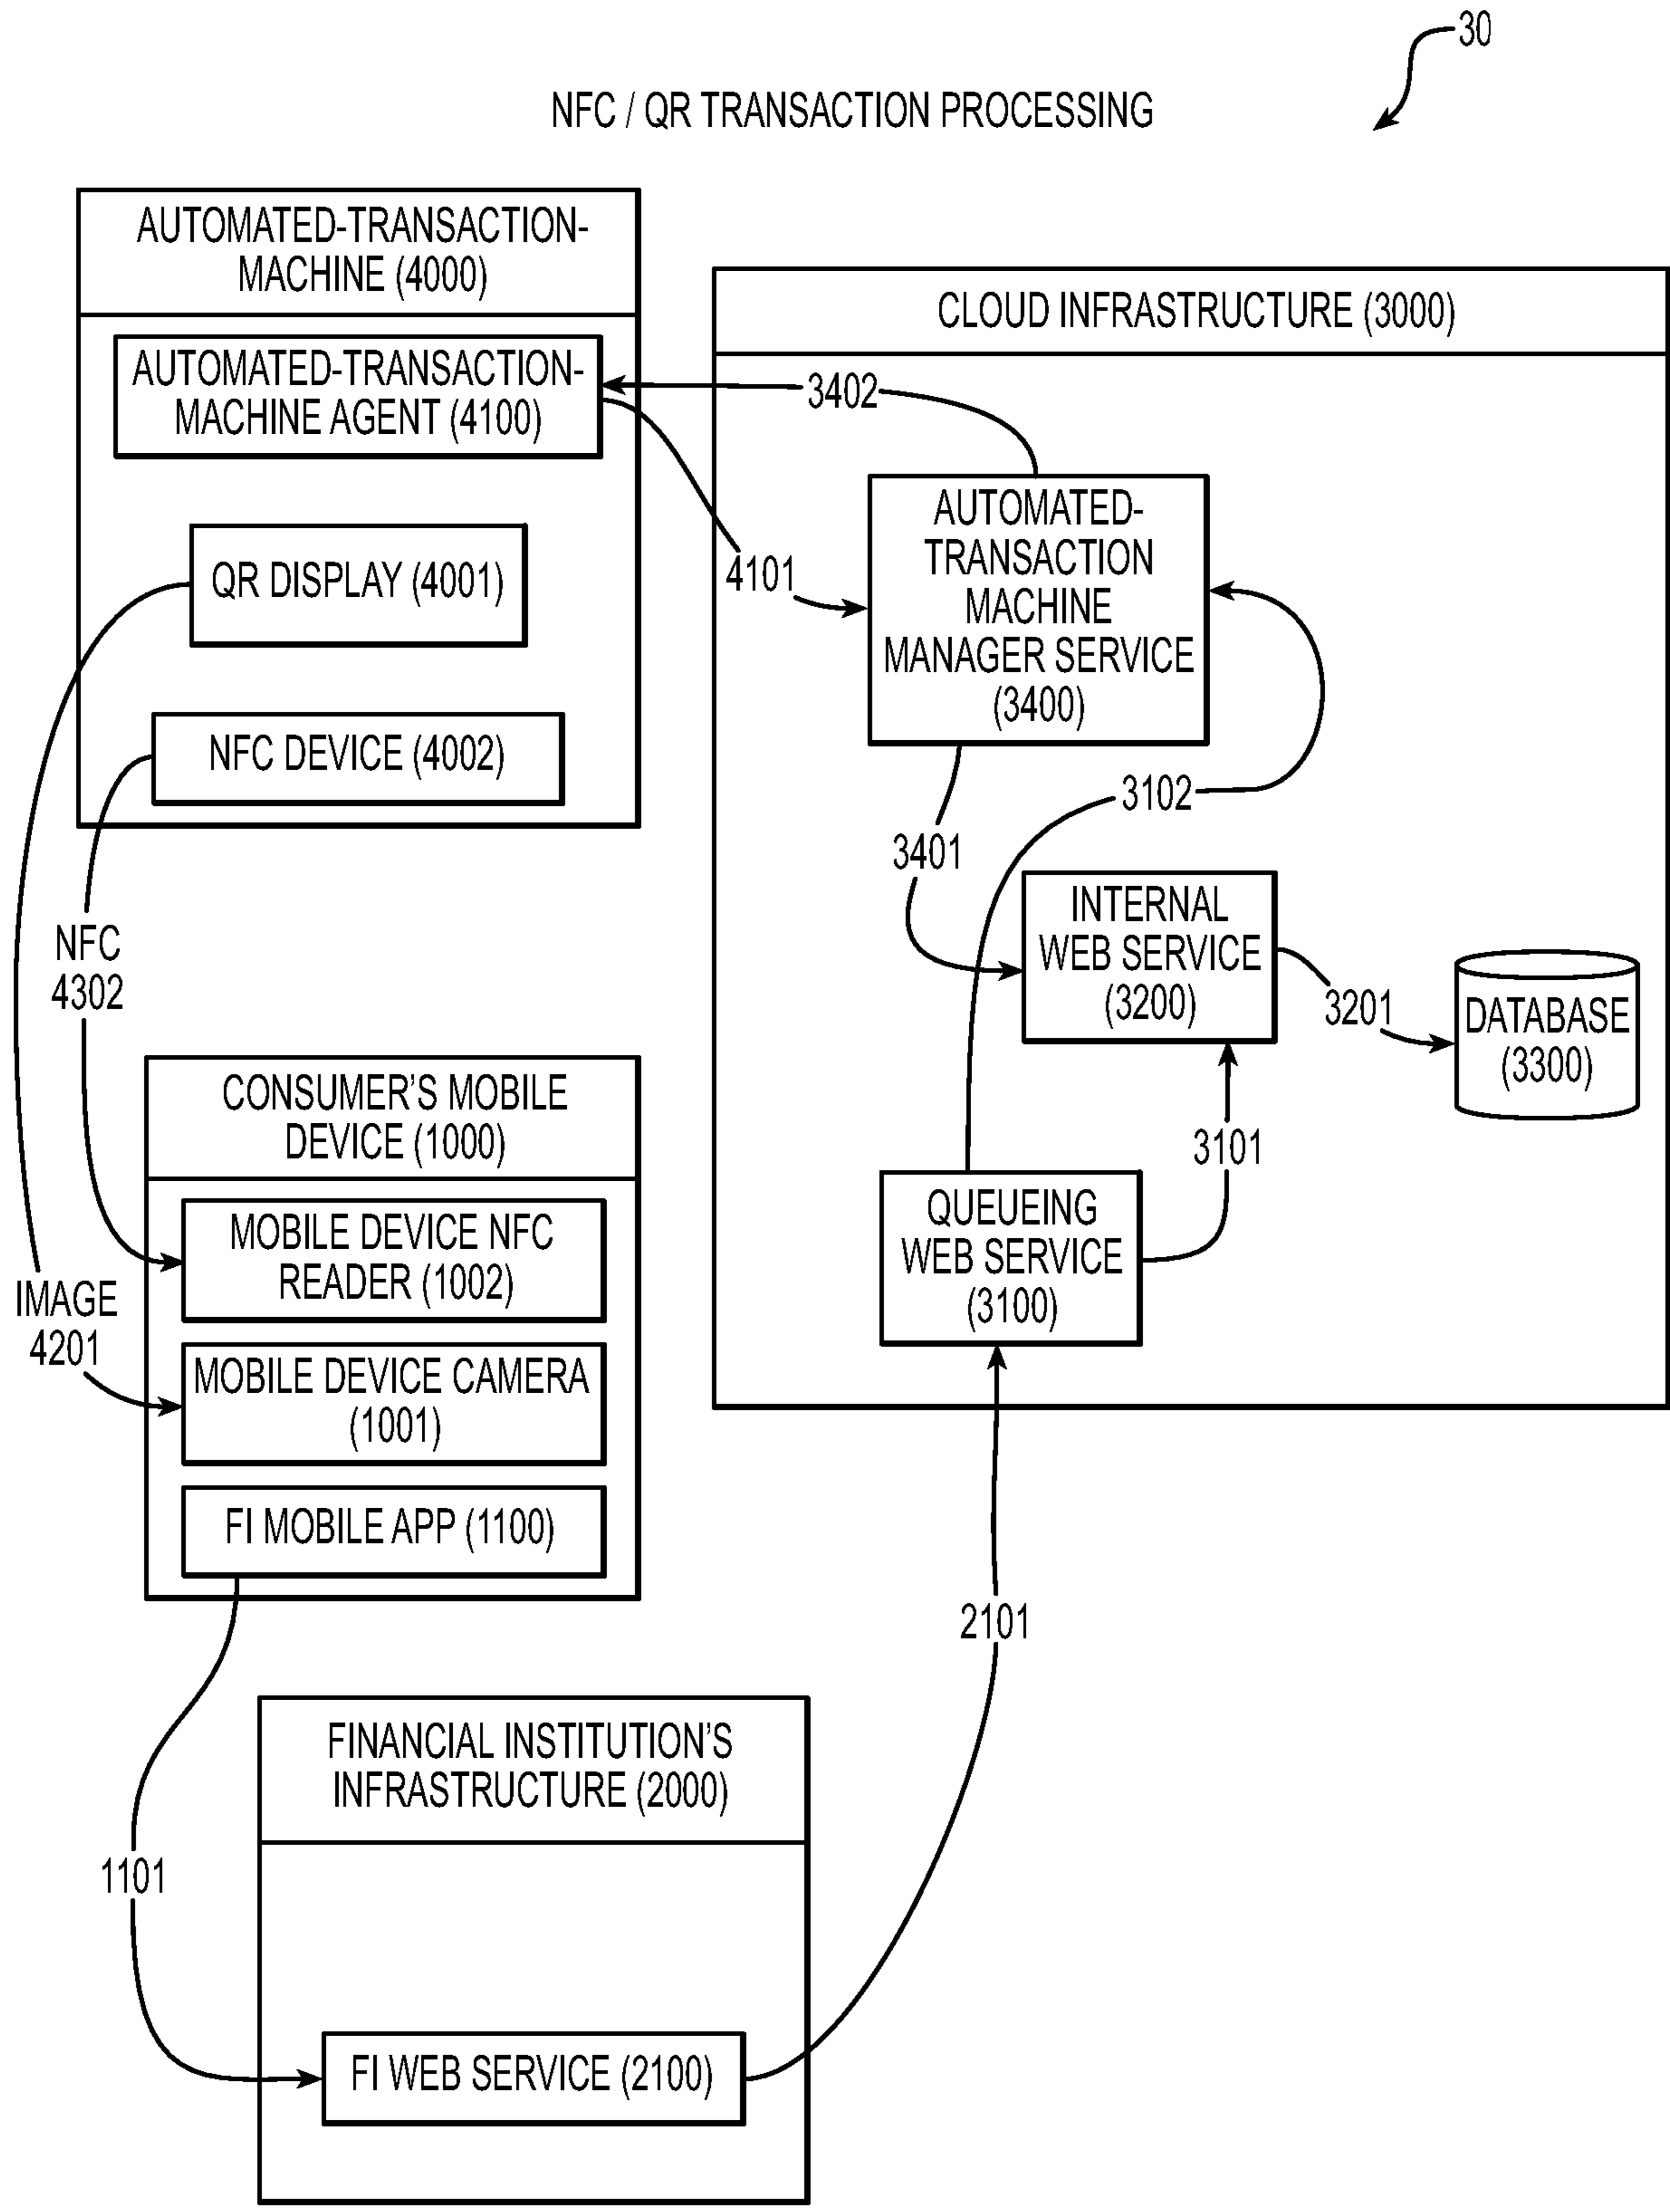 30
NFC / QR TRANSACTION PROCESSING
AUTOMATED-TRANSACTION-
MACHINE (4000)
AUTOMATED-TRANSACTION-
MACHINE AGENT (4100)
QR DISPLAY (4001)
NFC DEVICE (4002)
CLOUD INFRASTRUCTURE (3000)
3402
4101
AUTOMATED-
TRANSACTION
MACHINE
MANAGER SERVICE
(3400)
3102
3401
INTERNAL
WEB SERVICE
(3200)
3201
DATABASE
(3300)
3101
QUEUEING
WEB SERVICE
(3100)
NFC
4302
IMAGE
4201
CONSUMER'S MOBILE
DEVICE (1000)
MOBILE DEVICE NFC
READER (1002)
MOBILE DEVICE CAMERA
(1001)
FI MOBILE APP (1100)
2101
1101
FINANCIAL INSTITUTION'S
INFRASTRUCTURE (2000)
FI WEB SERVICE (2100)